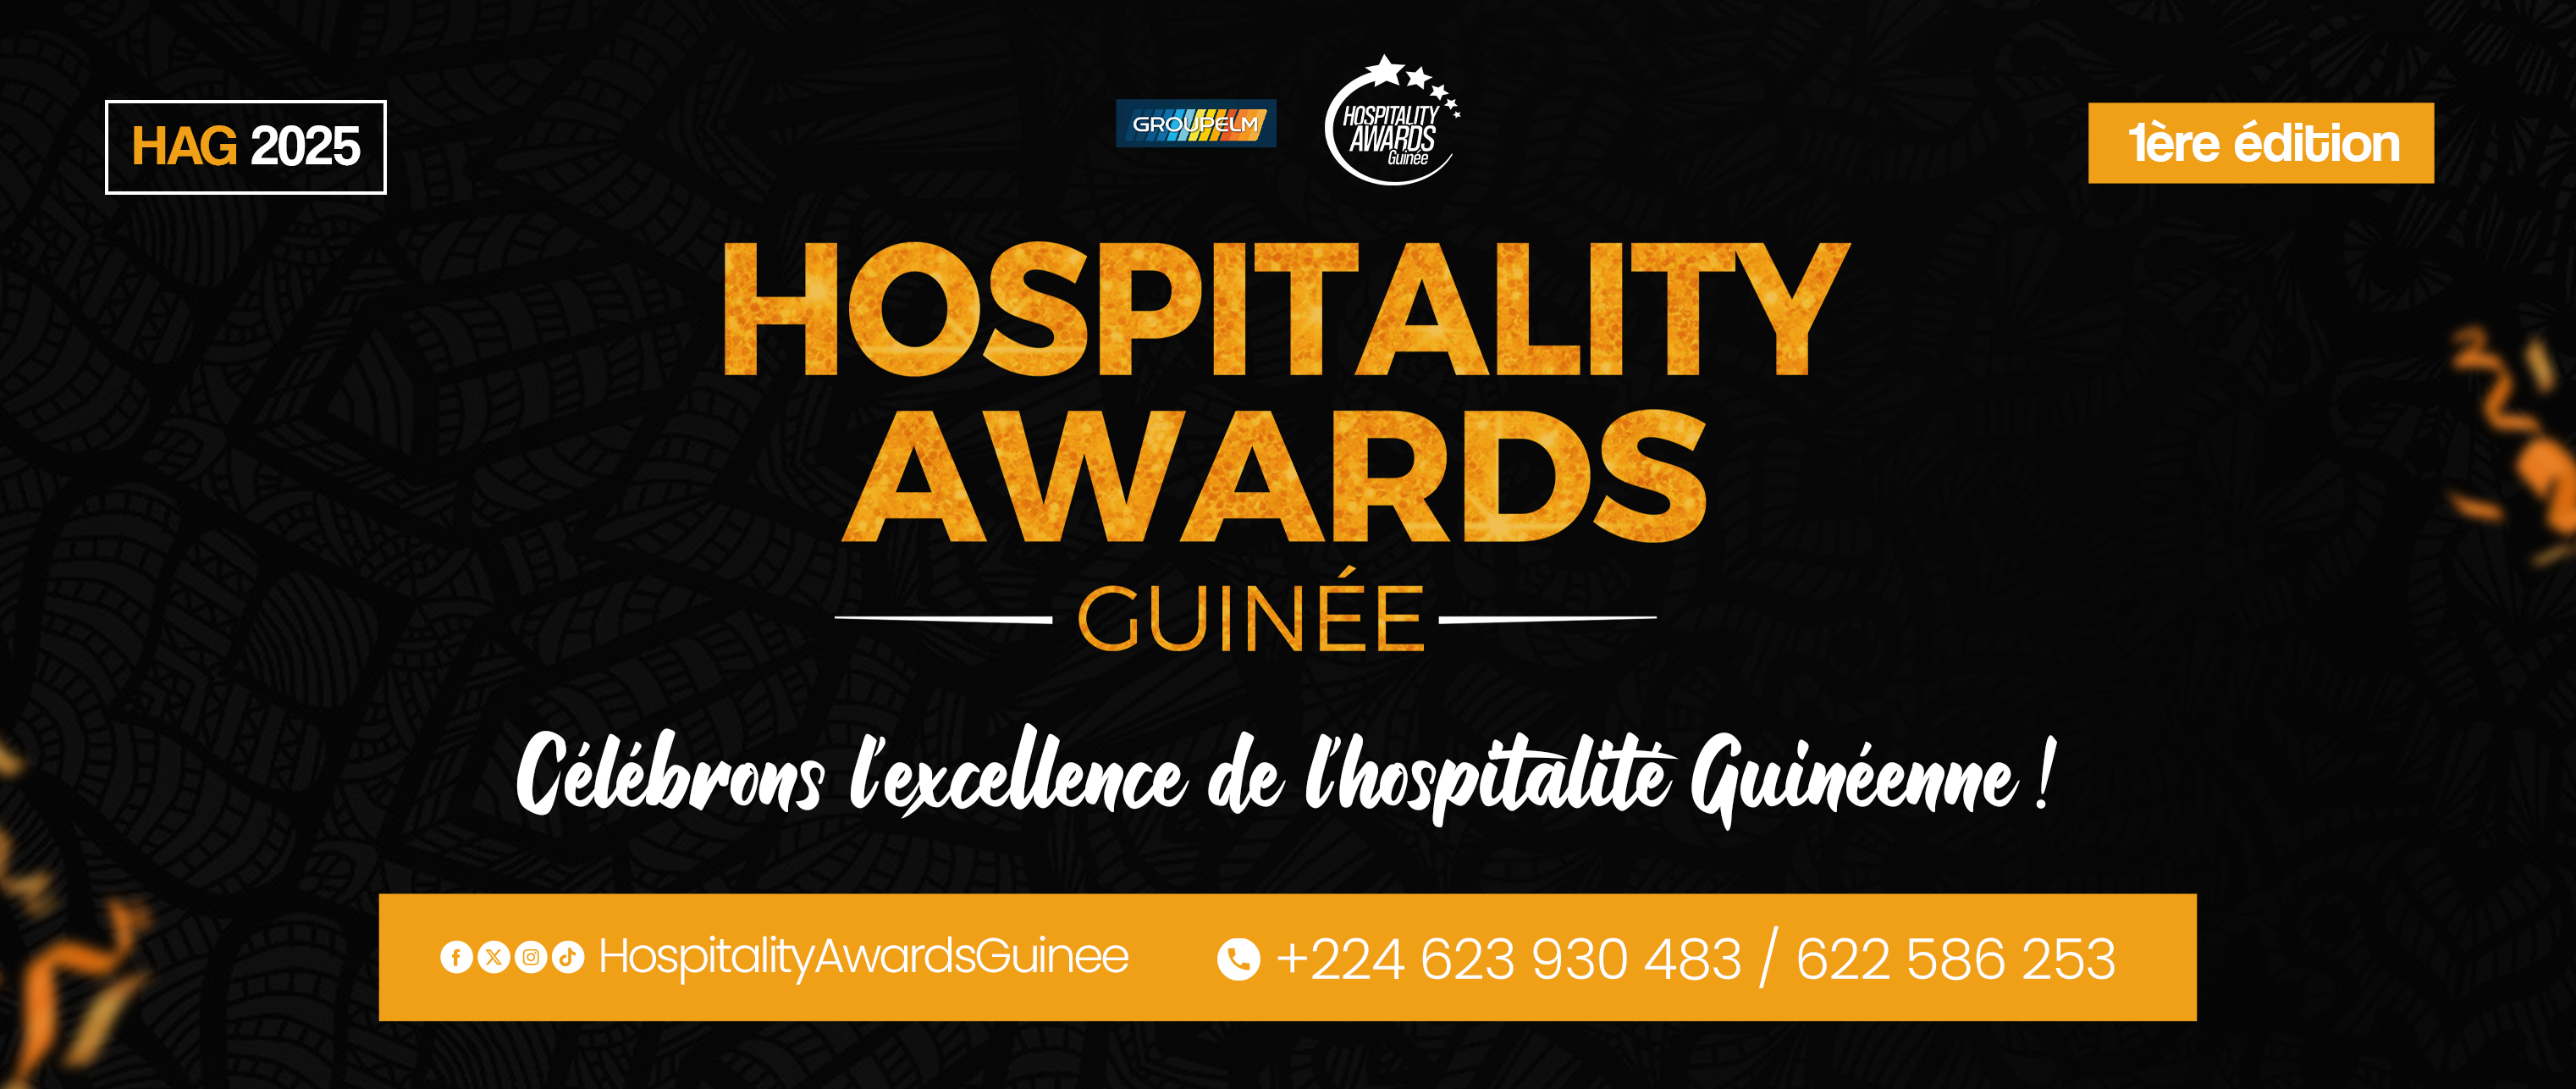 HAG 2025
GROUPELM
HOSPITALITY
AWARDS
Guinée
1ère édition
HOSPITALITY
AWARDS
GUINÉE
Célébrons l'excellence de l'hospitalité Guinéenne !
HospitalityAwardsGuinee
+224 623 930 483 / 622 586 253